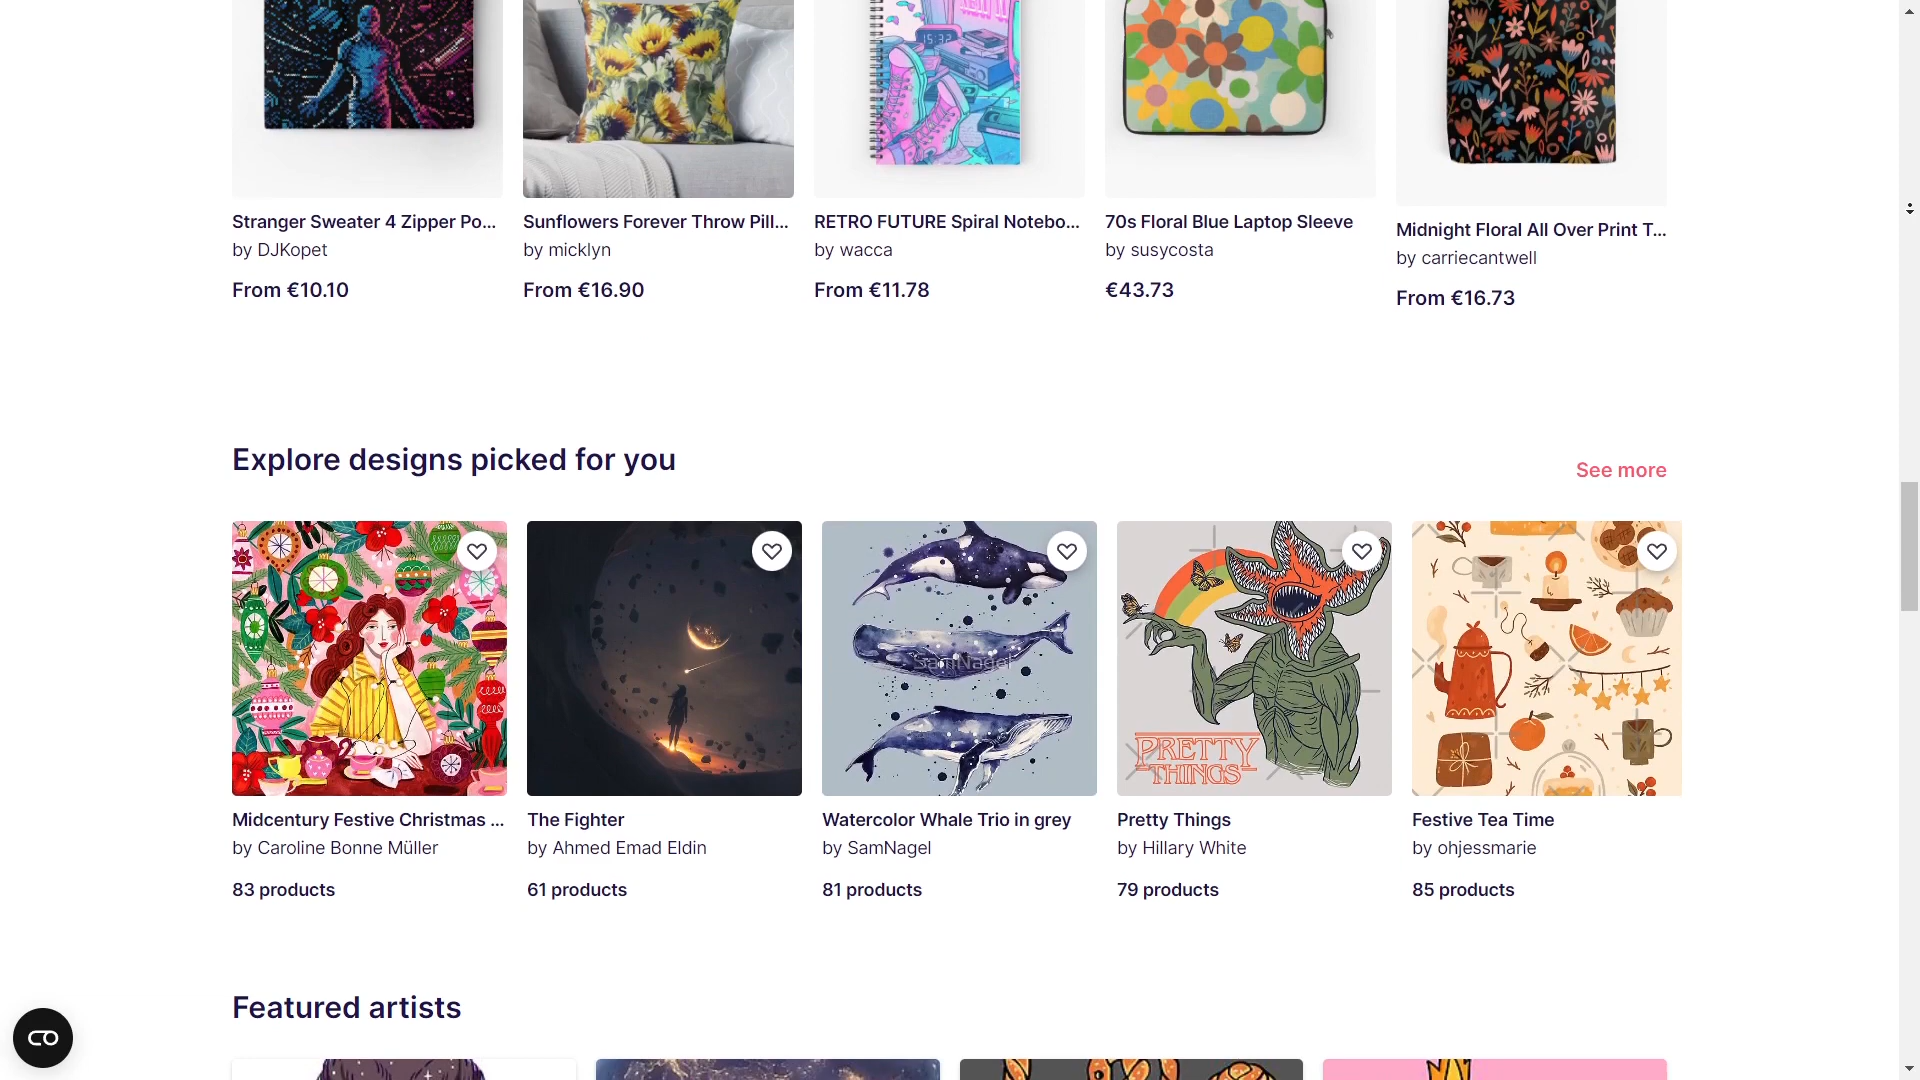 15:32
Stranger Sweater 4 Zipper Po...
by DJKopet
From €10.10
Sunflowers Forever Throw Pill...
by micklyn
From €16.90
RETRO FUTURE Spiral Notebo...
by wacca
From €11.78
70s Floral Blue Laptop Sleeve
by susycosta
€43.73
Midnight Floral All Over Print T...
by carriecantwell
From €16.73
Explore designs picked for you
See more
SamNagel
PRETTY
THINGS
Midcentury Festive Christmas ...
by Caroline Bonne Müller
83 products
The Fighter
by Ahmed Emad Eldin
61 products
Watercolor Whale Trio in grey
by SamNagel
81 products
Pretty Things
by Hillary White
79 products
Festive Tea Time
by ohjessmarie
85 products
Featured artists